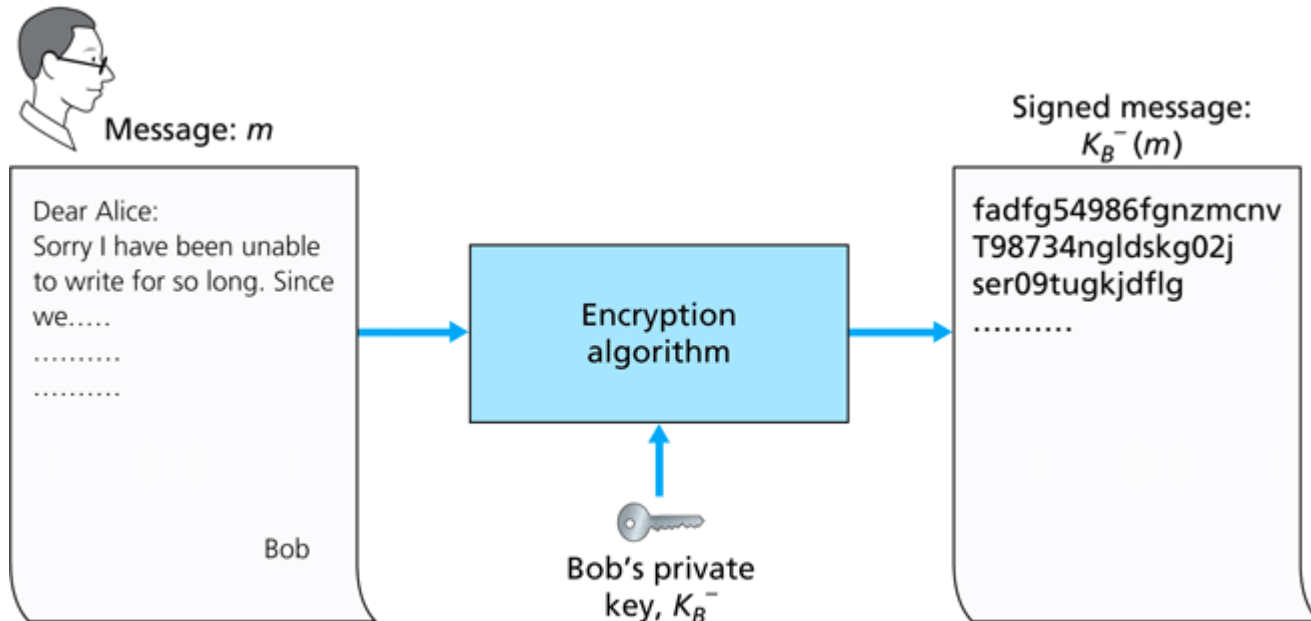 Message: m
Dear Alice:
Sorry I have been unable
to write for so long. Since
we.....
..........
..........
Bob
Encryption
algorithm
Bob's private
key, K_B^-
Signed message:
K_B^- (m)
fadfg54986fgnzmcnv
T98734ngldskg02j
ser09tugkjdflg
..........